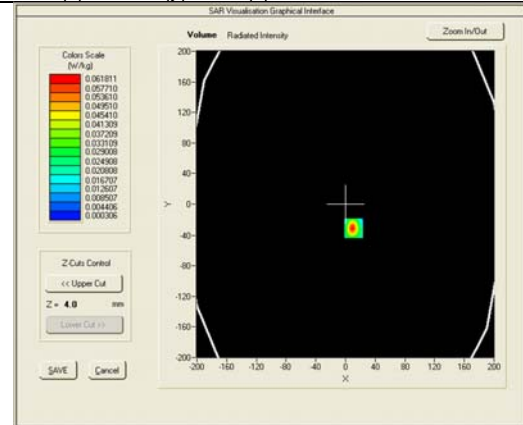 SAR Visualisation Graphical Interface
Volume Radiated Intensity
Zoom In/Out
Colors Scale
(W/kg)
0.061811
0.057710
0.053610
0.049510
0.045410
0.041309
0.037209
0.033109
0.029008
0.024908
0.020808
0.016707
0.012607
0.008507
0.004406
0.000306
Z-Cuts Control
<< Upper Cut
Z = 4.0 mm
Lower Cut >>
SAVE Cancel
200
160
120
80
40
Y
0
-40
-80
-120
-160
-200
-200 -160 -120 -80 -40 0 40 80 120 160 200
X